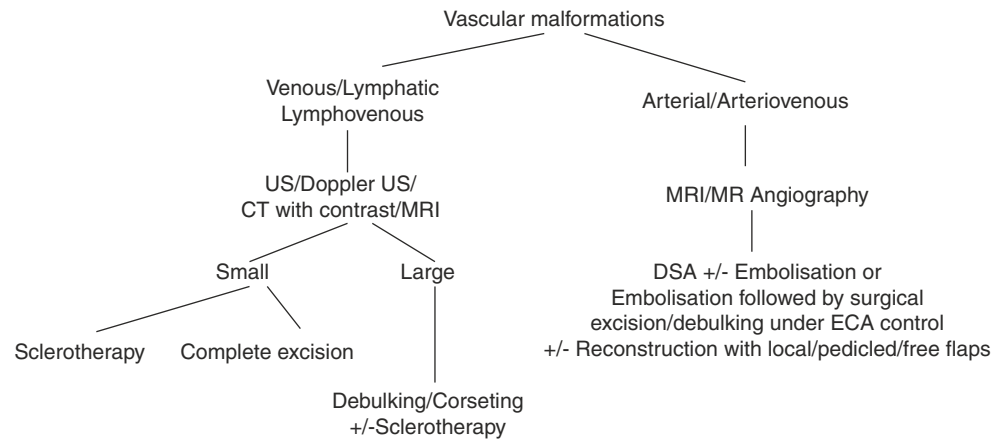 Vascular malformations
Venous/Lymphatic
Lymphovenous
Arterial/Arteriovenous
US/Doppler US/
CT with contrast/MRI
MRI/MR Angiography
Small
Large
DSA +/- Embolisation or
Embolisation followed by surgical
excision/debulking under ECA control
+/- Reconstruction with local/pedicled/free flaps
Sclerotherapy
Complete excision
Debulking/Corseting
+/-Sclerotherapy